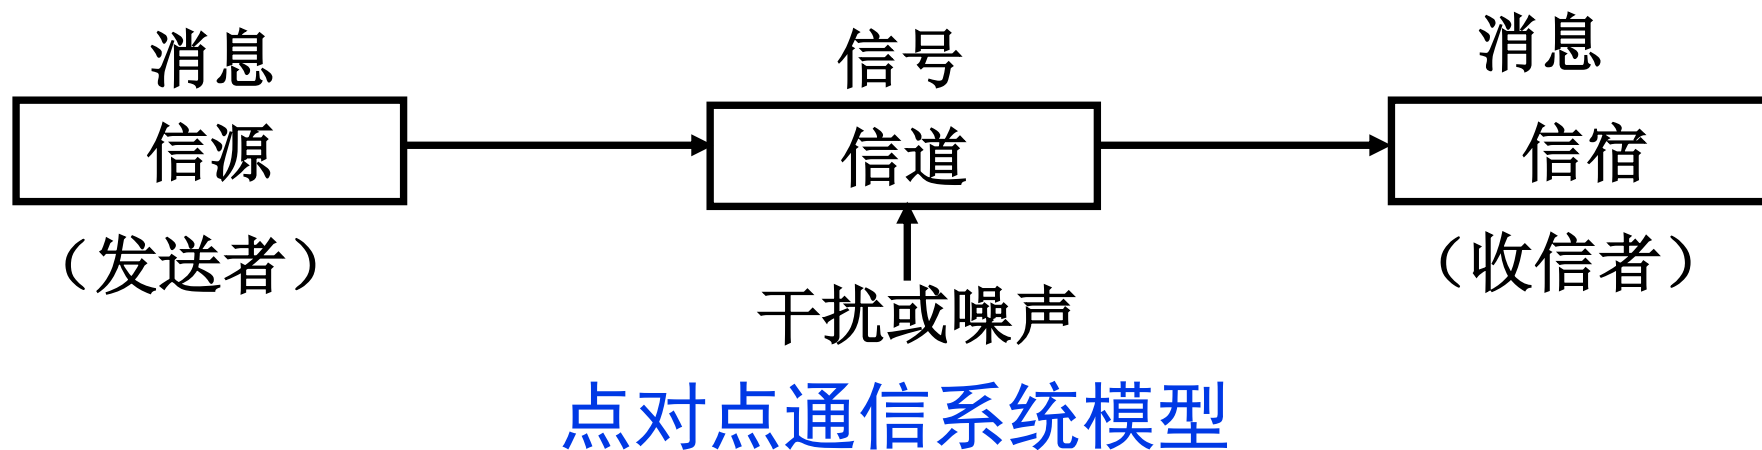 消息
信号
消息
信源
信道
信宿
（发送者）
（收信者）
干扰或噪声
点对点通信系统模型